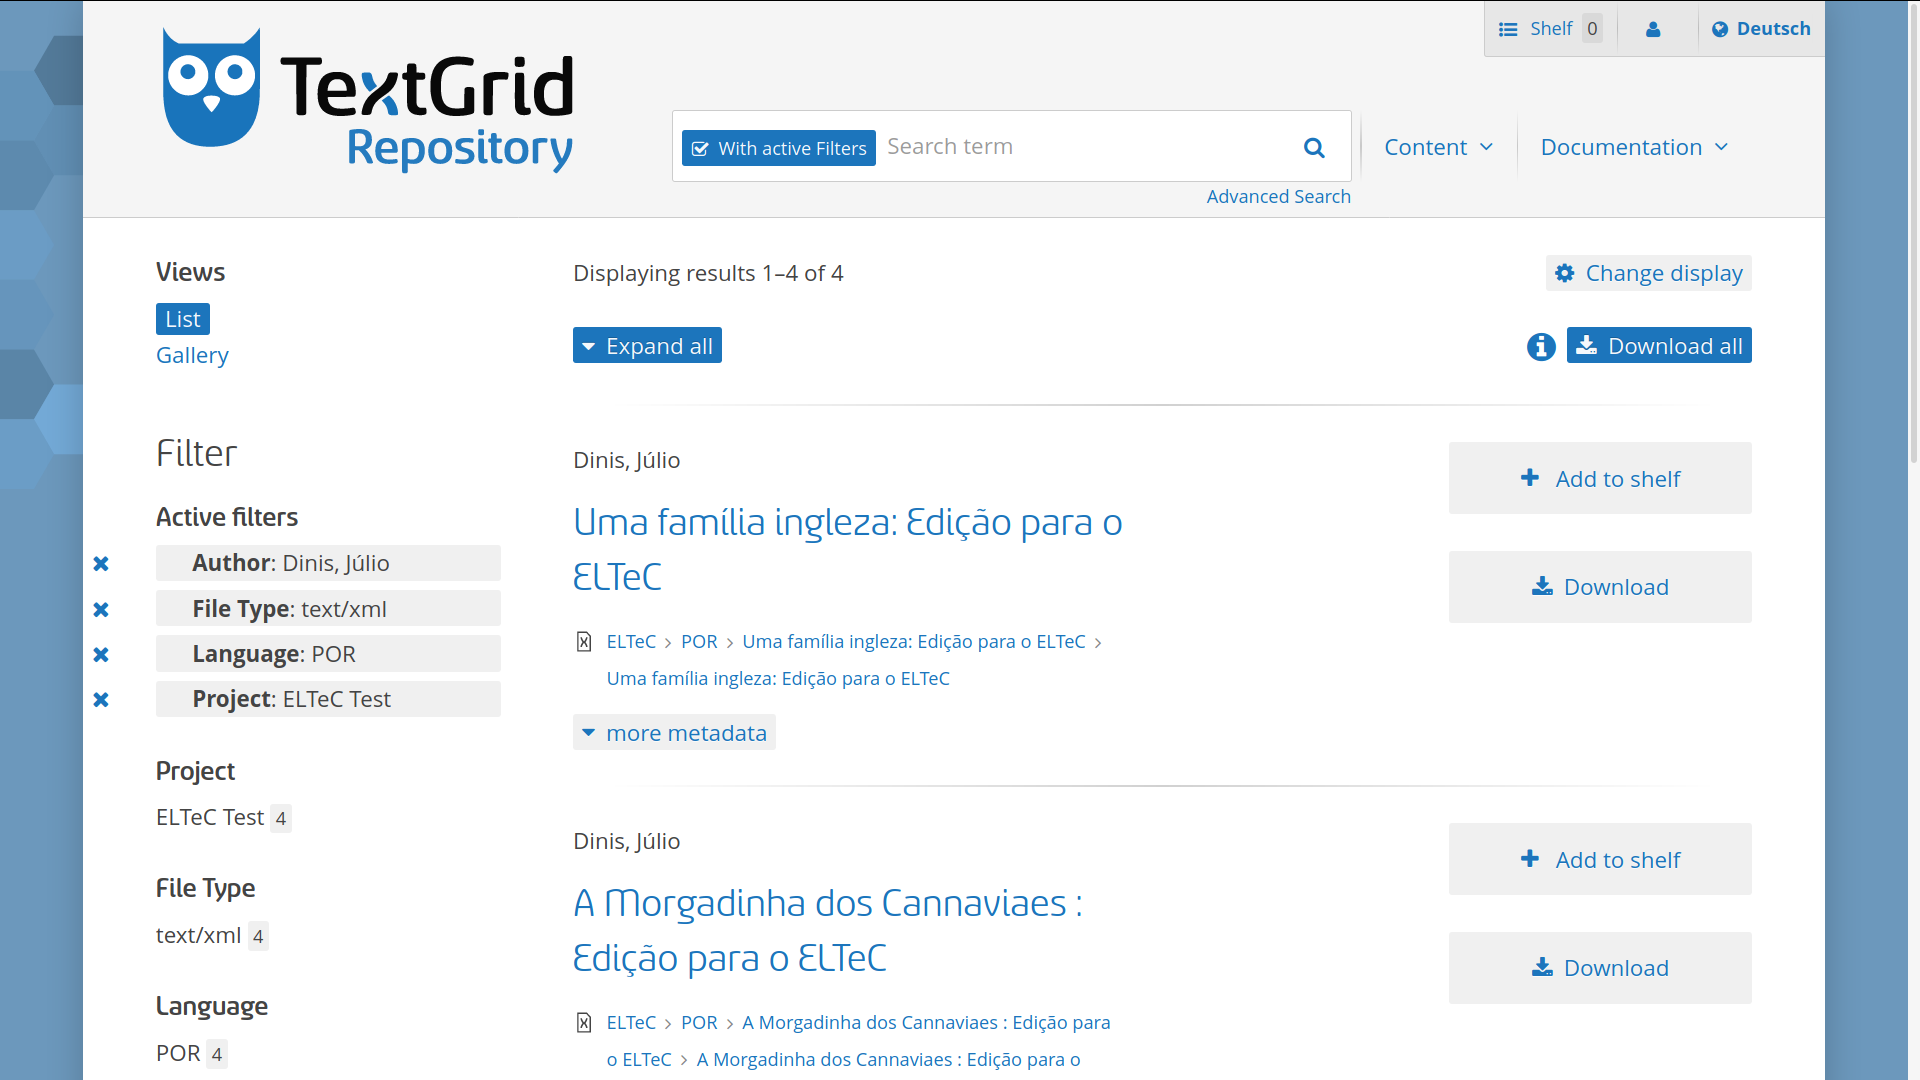 Shelf 0
Deutsch
TextGrid
Repository
With active Filters
Search term
Content
Documentation
Advanced Search
Views
List
Gallery
Filter
Active filters
Author: Dinis, Júlio
File Type: text/xml
Language: POR
Project: ELTeC Test
Project
ELTeC Test 4
File Type
text/xml 4
Language
POR 4
Displaying results 1–4 of 4
Change display
Expand all
Download all
Dinis, Júlio
Uma família ingleza: Edição para o
ELTeC
ELTeC > POR > Uma família ingleza: Edição para o ELTeC >
Uma família ingleza: Edição para o ELTeC
more metadata
Add to shelf
Download
Dinis, Júlio
A Morgadinha dos Cannaviaes :
Edição para o ELTeC
ELTeC > POR > A Morgadinha dos Cannaviaes : Edição para
o ELTeC > A Morgadinha dos Cannaviaes : Edição para o
Add to shelf
Download